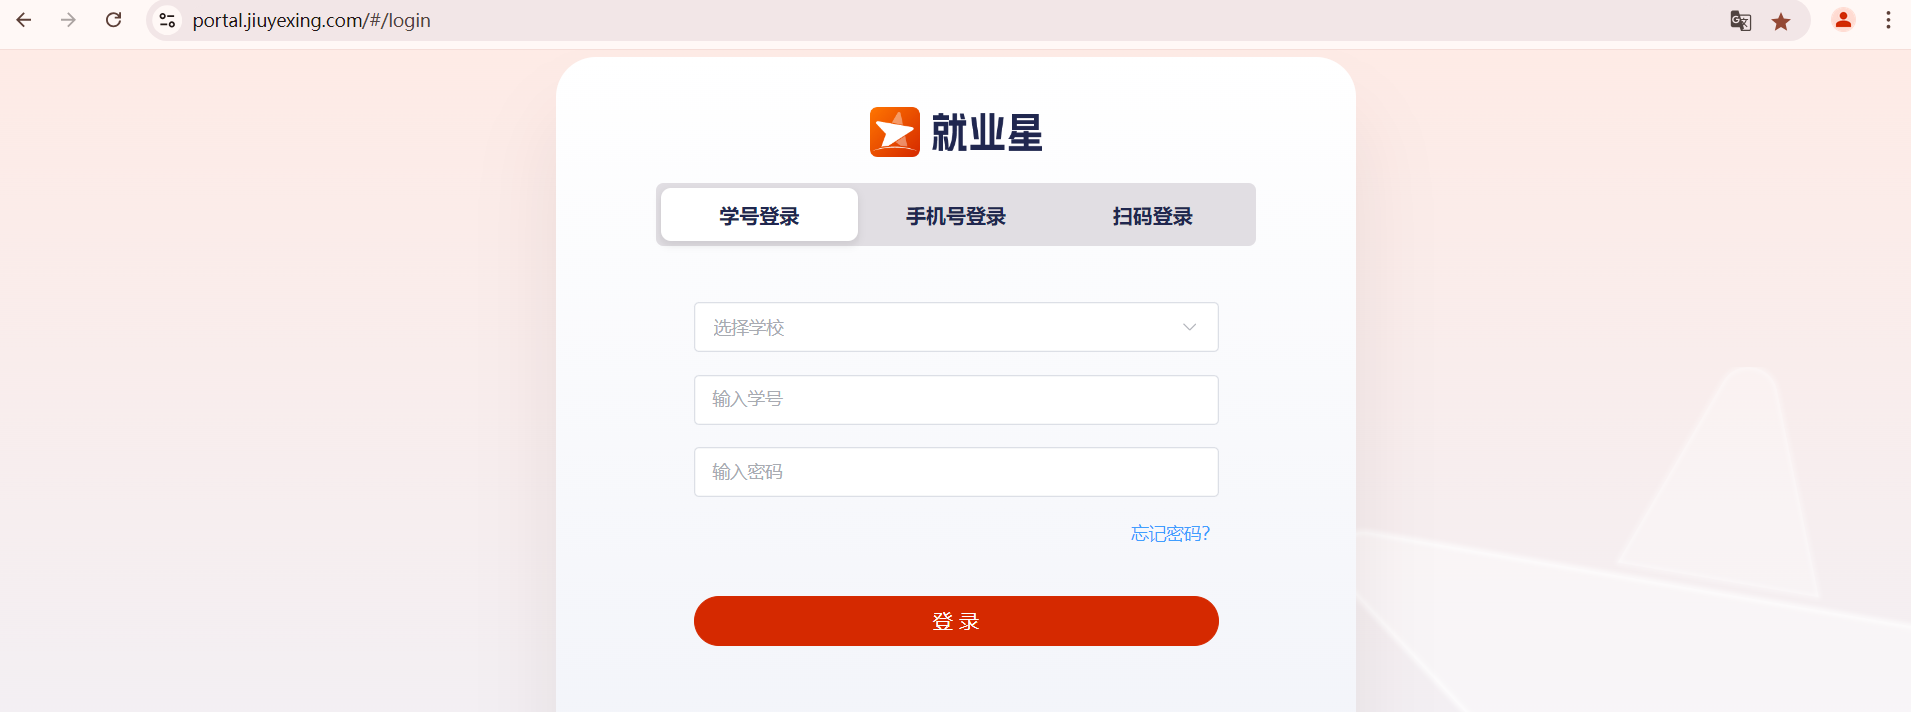 portal.jiuyexing.com/#/login
就业星
学号登录 手机号登录 扫码登录
选择学校
输入学号
输入密码
忘记密码?
登 录